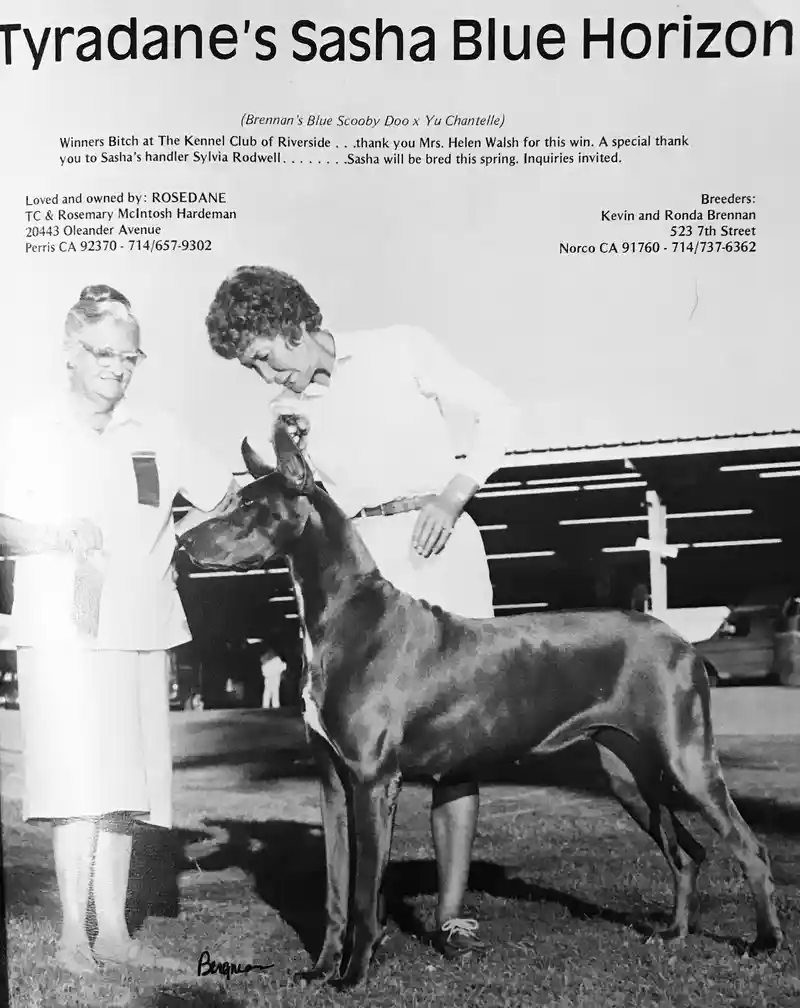 Tyradane's Sasha Blue Horizon
(Brennan's Blue Scooby Doo x Yu Chantelle)
Winners Bitch at The Kennel Club of Riverside . . .thank you Mrs. Helen Walsh for this win. A special thank
you to Sasha's handler Sylvia Rodwell. . . . . . . .Sasha will be bred this spring. Inquiries invited.
Loved and owned by: ROSEDANE
TC & Rosemary McIntosh Hardeman
20443 Oleander Avenue
Perris CA 92370 - 714/657-9302
Breeders:
Kevin and Ronda Brennan
523 7th Street
Norco CA 91760 - 714/737-6362
Bergman